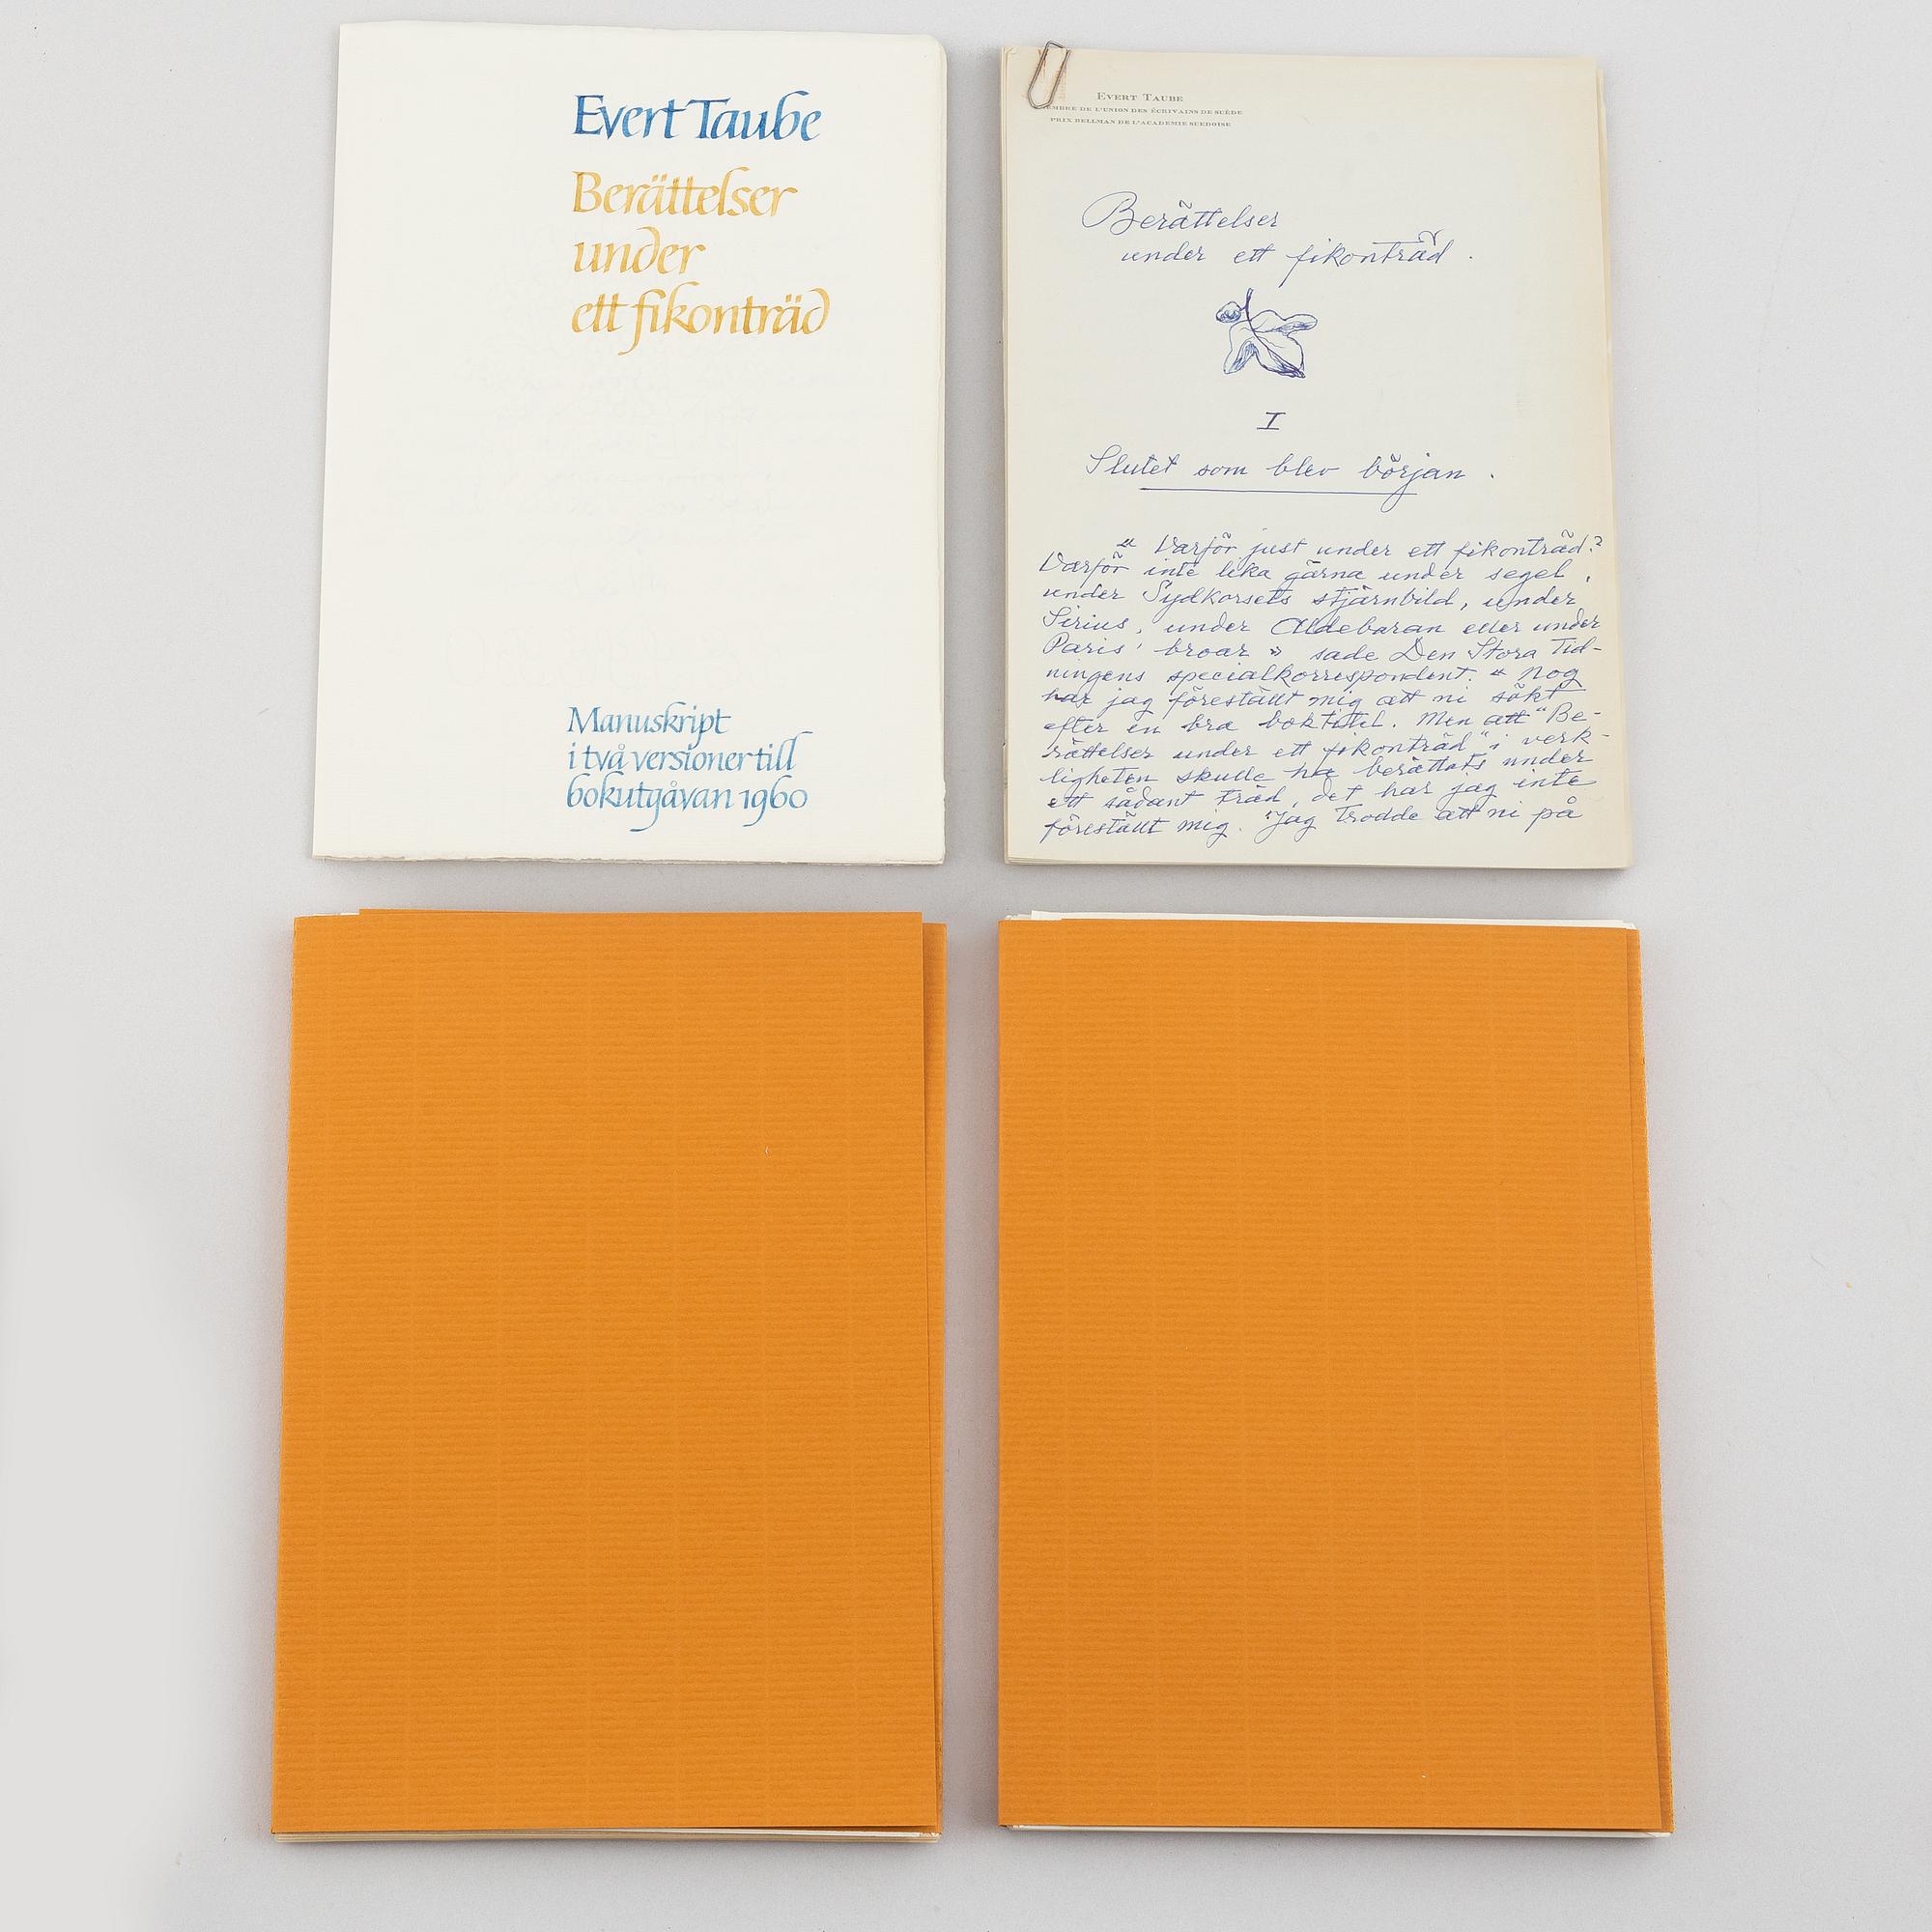 Evert Taube
Berättelser
under
ett fikonträd
Manuskript
i två versioner till
bokutgåvan 1960
EVERT TAUBE
MBRE DE L'UNION DES ÉCRIVAINS DE SUÈDE
PRIX BELLMAN DE L'ACADEMIE SUEDOISE
Berättelser
under ett fikonträd.
I
Slutet som blev början.
« Varför just under ett fikonträd?
Varför inte lika gärna under segel,
under Sydkorsets stjärnbild, under
Sirius, under Aldebaran eller under
Paris' broar » sade Den Stora Tid-
ningens specialkorrespondent. « Nog
har jag föreställt mig att ni sökt
efter en bra boktitel. Men att "Be-
rättelser under ett fikonträd" i verk-
ligheten skulle ha berättats under
ett sådant träd, det har jag inte
föreställt mig. Jag trodde att ni på